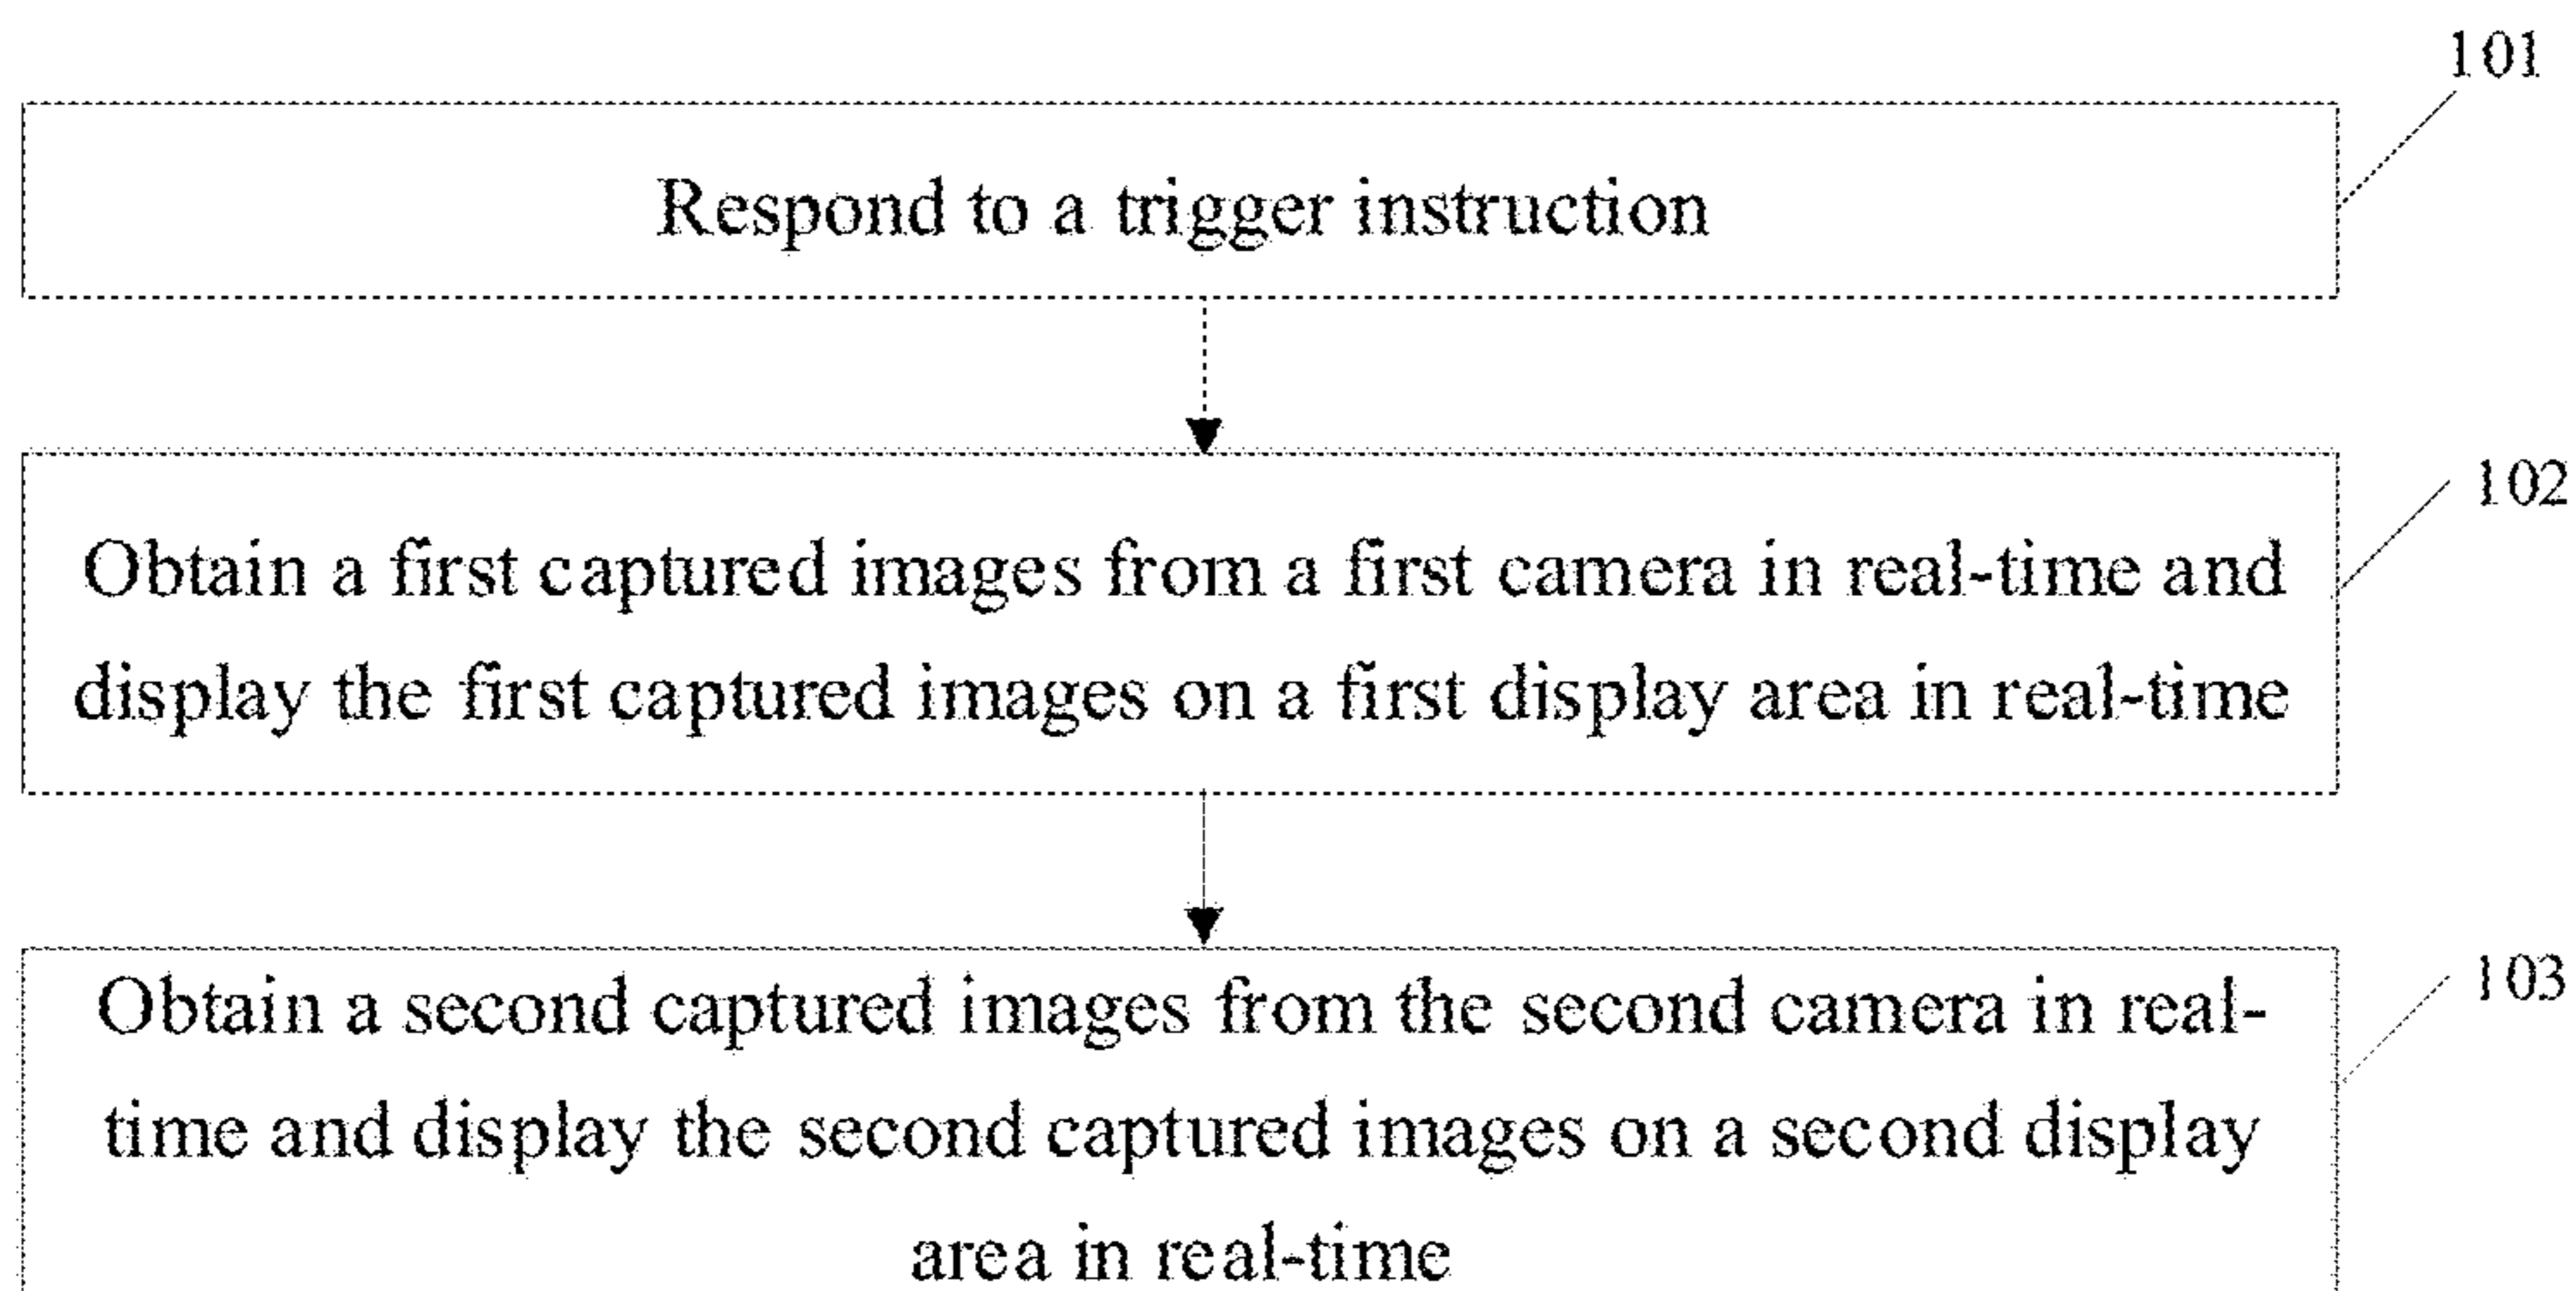 101
Respond to a trigger instruction
102
Obtain a first captured images from a first camera in real-time and
display the first captured images on a first display area in real-time
103
Obtain a second captured images from the second camera in real-
time and display the second captured images on a second display
area in real-time